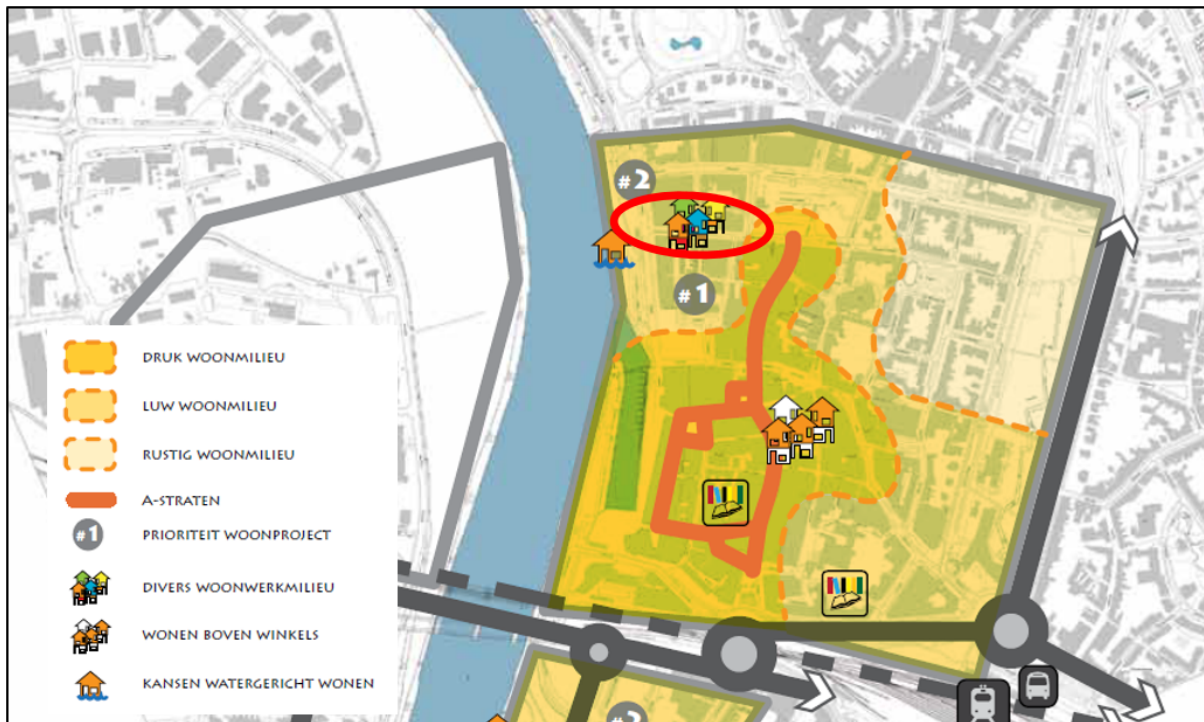 #2
#1
DRUK WOONMILIEU
LUW WOONMILIEU
RUSTIG WOONMILIEU
A-STRATEN
#1
PRIORITEIT WOONPROJECT
DIVERS WOONWERKMILIEU
WONEN BOVEN WINKELS
KANSEN WATERGERICHT WONEN